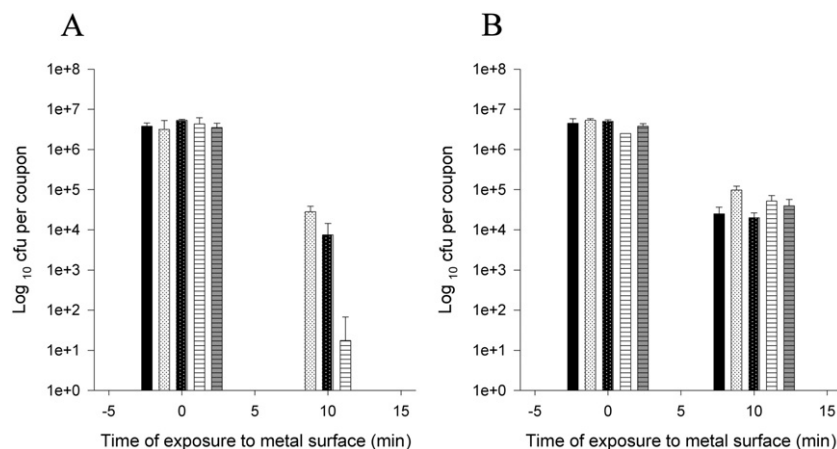 A
1e+8
1e+7
1e+6
1e+5
1e+4
1e+3
1e+2
1e+1
1e+0
Log 10 cfu per coupon
-5 0 5 10 15
Time of exposure to metal surface (min)
B
1e+8
1e+7
1e+6
1e+5
1e+4
1e+3
1e+2
1e+1
1e+0
Log 10 cfu per coupon
-5 0 5 10 15
Time of exposure to metal surface (min)